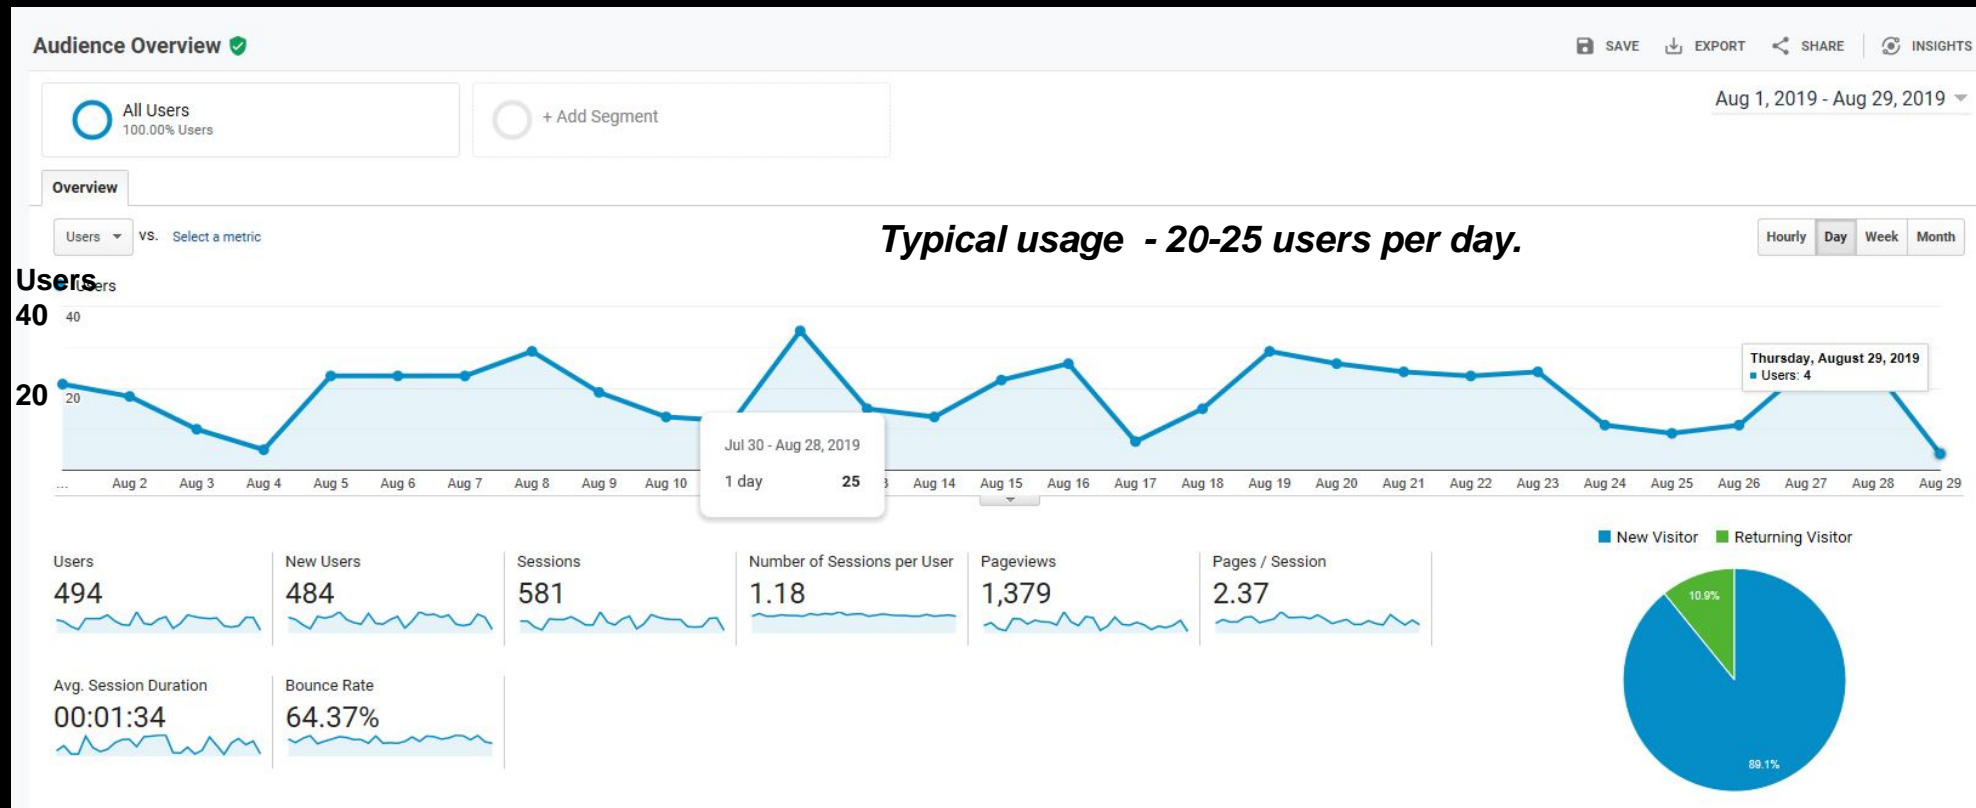 Audience Overview
SAVE EXPORT SHARE INSIGHTS
All Users
100.00% Users
+ Add Segment
Aug 1, 2019 - Aug 29, 2019
Overview
Users VS. Select a metric
Typical usage - 20-25 users per day.
Hourly Day Week Month
Users
Users
40 40
20 20
Thursday, August 29, 2019
Users: 4
Jul 30 - Aug 28, 2019
1 day 25
... Aug 2 Aug 3 Aug 4 Aug 5 Aug 6 Aug 7 Aug 8 Aug 9 Aug 10 Aug 14 Aug 15 Aug 16 Aug 17 Aug 18 Aug 19 Aug 20 Aug 21 Aug 22 Aug 23 Aug 24 Aug 25 Aug 26 Aug 27 Aug 28 Aug 29
New Visitor Returning Visitor
Users New Users Sessions Number of Sessions per User Pageviews Pages / Session
494 484 581 1.18 1,379 2.37
10.9%
Avg. Session Duration Bounce Rate
00:01:34 64.37%
89.1%